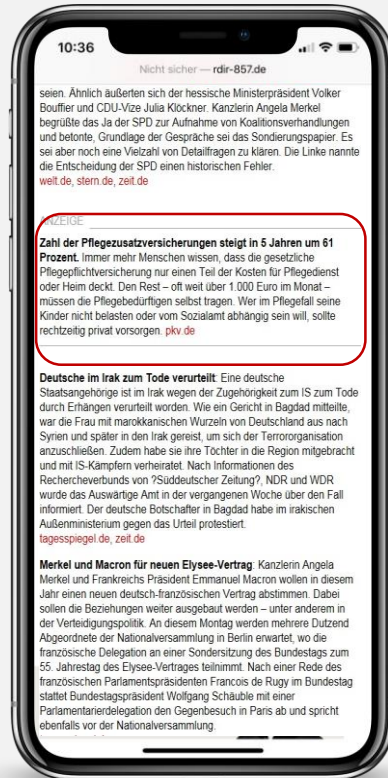 10:36
Nicht sicher — rdir-857.de
seien. Ähnlich äußerten sich der hessische Ministerpräsident Volker
Bouffier und CDU-Vize Julia Klöckner. Kanzlerin Angela Merkel
begrüßte das Ja der SPD zur Aufnahme von Koalitionsverhandlungen
und betonte, Grundlage der Gespräche sei das Sondierungspapier. Es
sei aber noch eine Vielzahl von Detailfragen zu klären. Die Linke nannte
die Entscheidung der SPD einen historischen Fehler.
welt.de, stern.de, zeit.de
ANZEIGE
Zahl der Pflegezusatzversicherungen steigt in 5 Jahren um 61
Prozent. Immer mehr Menschen wissen, dass die gesetzliche
Pflegepflichtversicherung nur einen Teil der Kosten für Pflegedienst
oder Heim deckt. Den Rest – oft weit über 1.000 Euro im Monat –
müssen die Pflegebedürftigen selbst tragen. Wer im Pflegefall seine
Kinder nicht belasten oder vom Sozialamt abhängig sein will, sollte
rechtzeitig privat vorsorgen. pkv.de
Deutsche im Irak zum Tode verurteilt: Eine deutsche
Staatsangehörige ist im Irak wegen der Zugehörigkeit zum IS zum Tode
durch Erhängen verurteilt worden. Wie ein Gericht in Bagdad mitteilte,
war die Frau mit marokkanischen Wurzeln von Deutschland aus nach
Syrien und später in den Irak gereist, um sich der Terrororganisation
anzuschließen. Zudem habe sie ihre Töchter in die Region mitgebracht
und mit IS-Kämpfern verheiratet. Nach Informationen des
Rechercheverbunds von ?Süddeutscher Zeitung?, NDR und WDR
wurde das Auswärtige Amt in der vergangenen Woche über den Fall
informiert. Der deutsche Botschafter in Bagdad habe im irakischen
Außenministerium gegen das Urteil protestiert.
tagesspiegel.de, zeit.de
Merkel und Macron für neuen Elysee-Vertrag: Kanzlerin Angela
Merkel und Frankreichs Präsident Emmanuel Macron wollen in diesem
Jahr einen neuen deutsch-französischen Vertrag abstimmen. Dabei
sollen die Beziehungen weiter ausgebaut werden – unter anderem in
der Verteidigungspolitik. An diesem Montag werden mehrere Dutzend
Abgeordnete der Nationalversammlung in Berlin erwartet, wo die
französische Delegation an einer Sondersitzung des Bundestags zum
55. Jahrestag des Elysee-Vertrages teilnimmt. Nach einer Rede des
französischen Parlamentspräsidenten Francois de Rugy im Bundestag
stattet Bundestagspräsident Wolfgang Schäuble mit einer
Parlamentarierdelegation den Gegenbesuch in Paris ab und spricht
ebenfalls vor der Nationalversammlung.